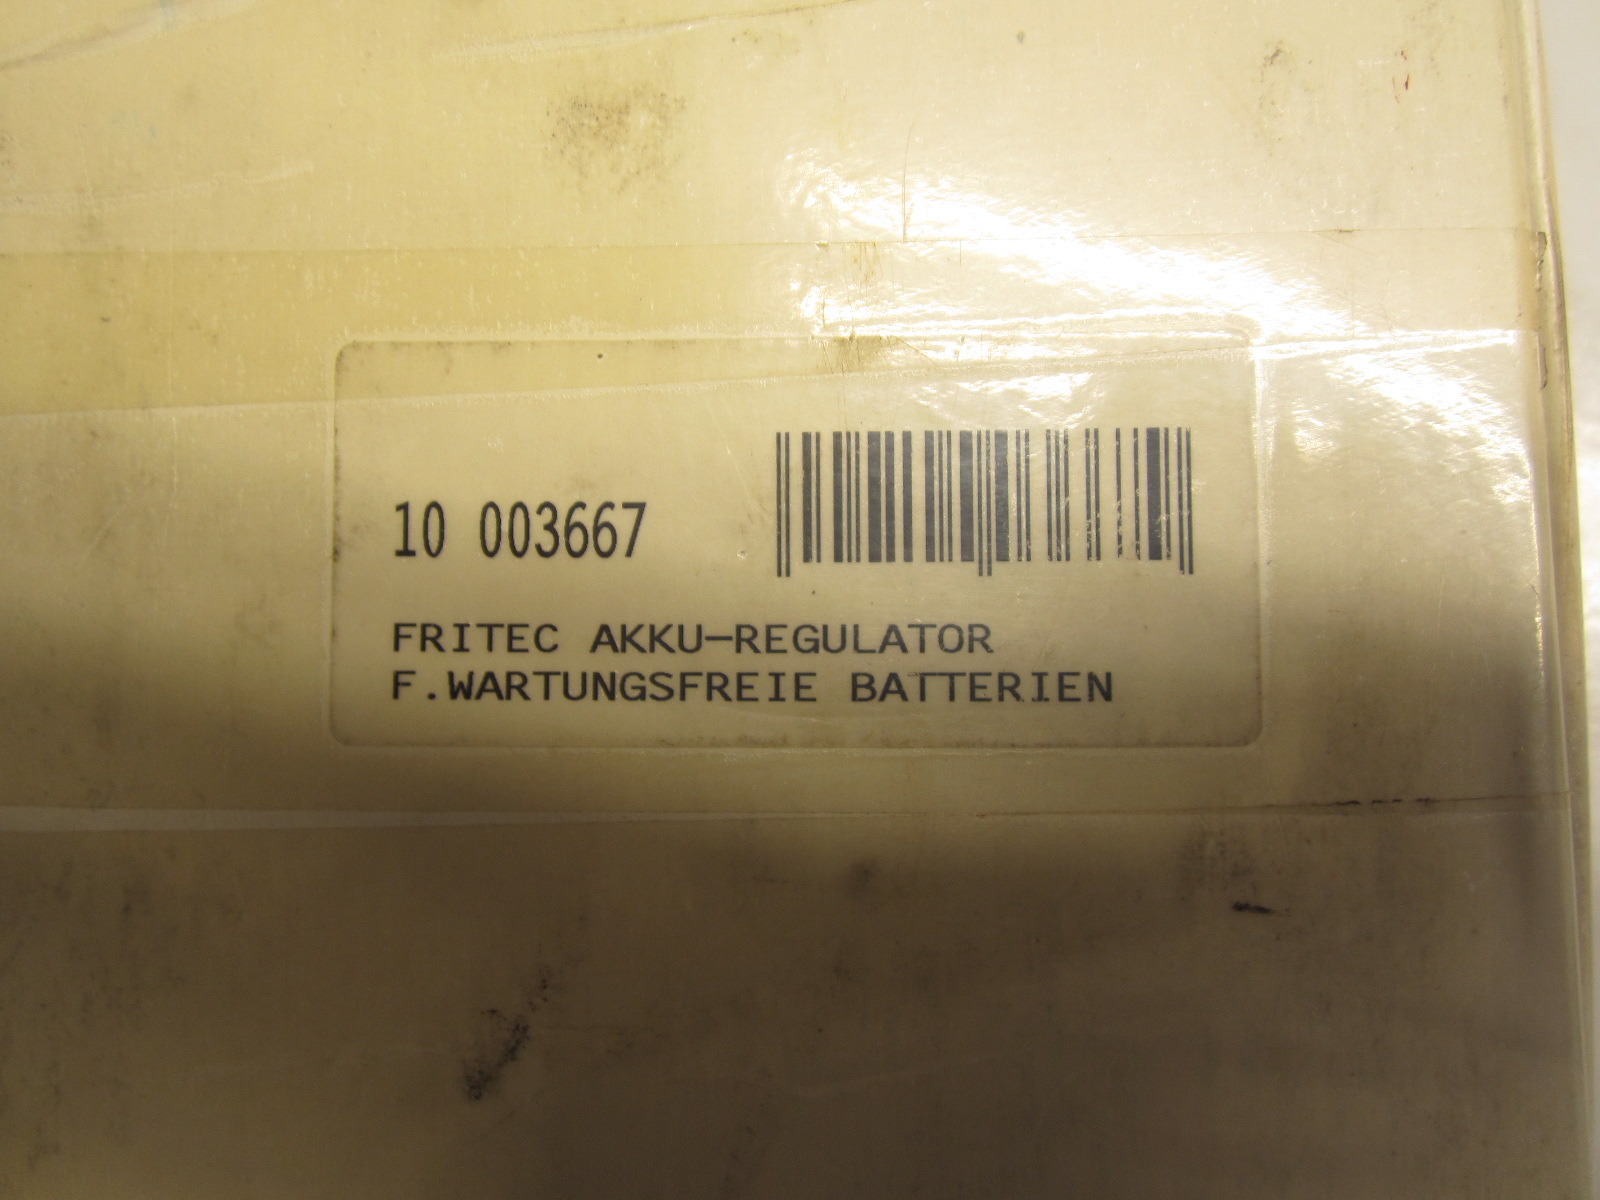 10 003667
FRITEC AKKU-REGULATOR
F.WARTUNGSFREIE BATTERIEN